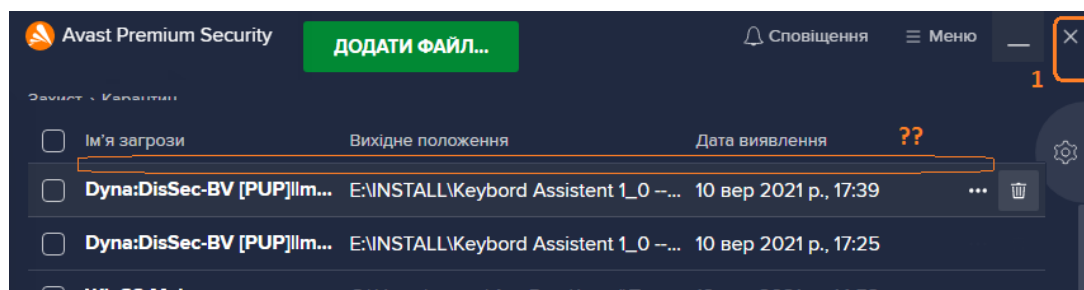 Avast Premium Security
ДОДАТИ ФАЙЛ...
Сповіщення
Меню
1
Захист > Карантин
Ім'я загрози
Вихідне положення
Дата виявлення
??
Dyna:DisSec-BV [PUP]llm... E:\INSTALL\Keybord Assistent 1_0 --... 10 вер 2021 р., 17:39
Dyna:DisSec-BV [PUP]llm... E:\INSTALL\Keybord Assistent 1_0 --... 10 вер 2021 р., 17:25